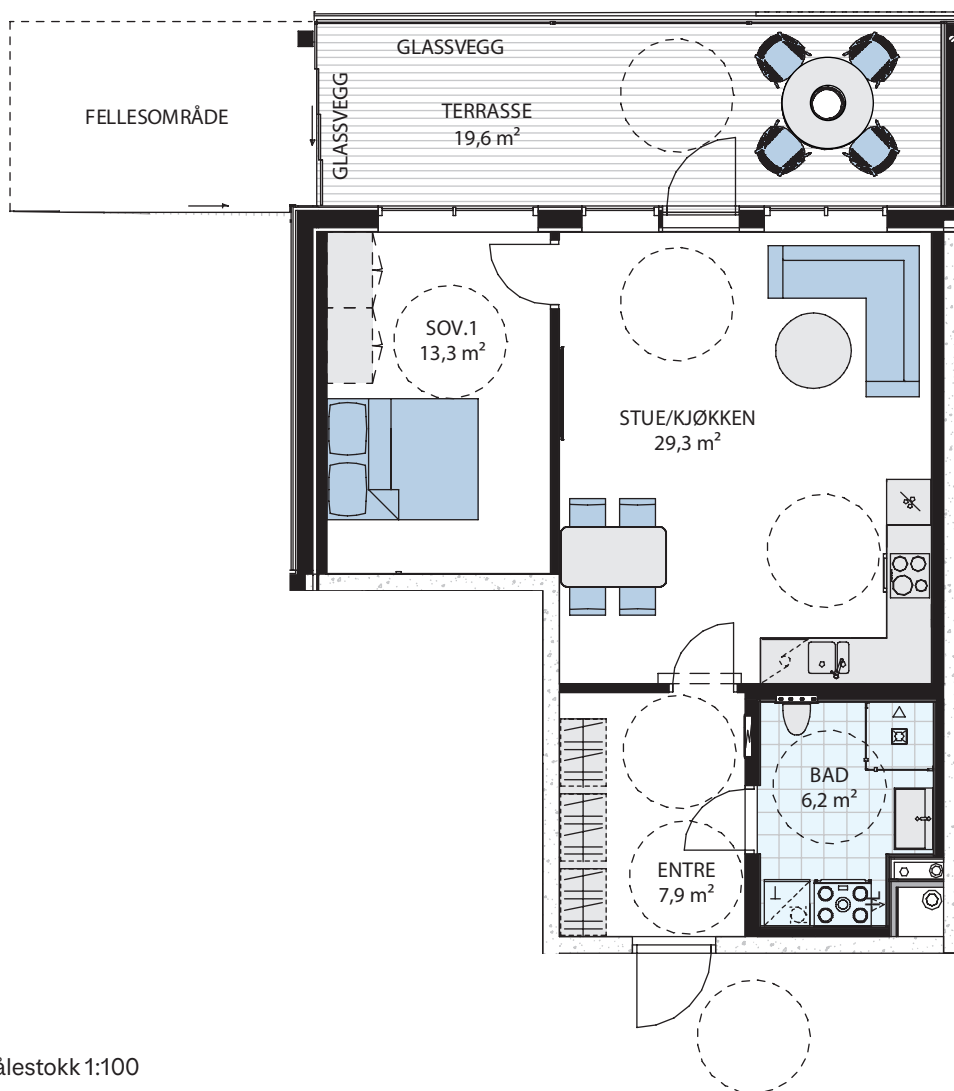 GLASSVEGG
GLASSVEGG
FELLESOMRÅDE
TERRASSE
19,6 m²
SOV.1
13,3 m²
STUE/KJØKKEN
29,3 m²
BAD
6,2 m²
ENTRE
7,9 m²
ålestokk 1:100